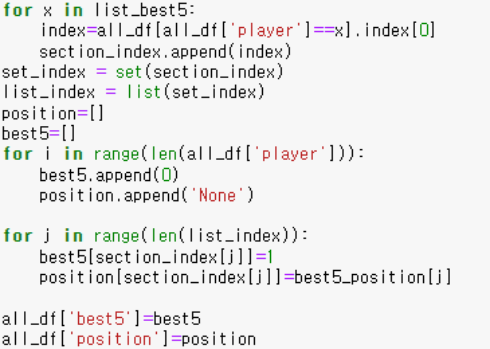 for x in list_best5:
    index=all_df[all_df['player']==x].index[0]
    section_index.append(index)
set_index = set(section_index)
list_index = list(set_index)
position=[]
best5=[]
for i in range(len(all_df['player'])):
    best5.append(0)
    position.append('None')

for j in range(len(list_index)):
    best5[section_index[j]]=1
    position[section_index[j]]=best5_position[j]

all_df['best5']=best5
all_df['position']=position